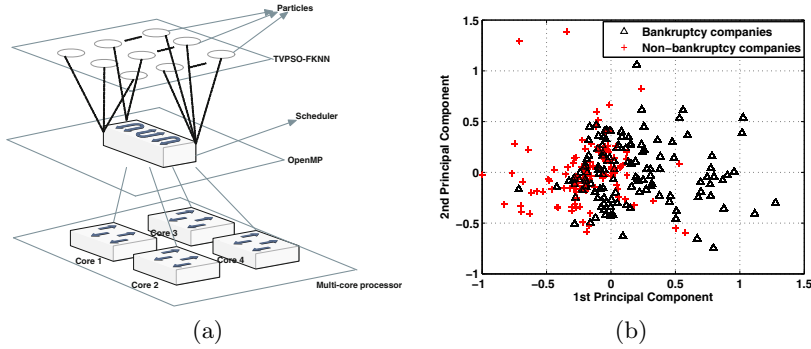 Particles
TVPSO-FKNN
Scheduler
OpenMP
Core 1
Core 2
Core 3
Core 4
Multi-core processor
(a)
Bankruptcy companies
Non-bankruptcy companies
2nd Principal Component
1.5
1
0.5
0
−0.5
−1
−1
−0.5
0
0.5
1
1.5
1st Principal Component
(b)